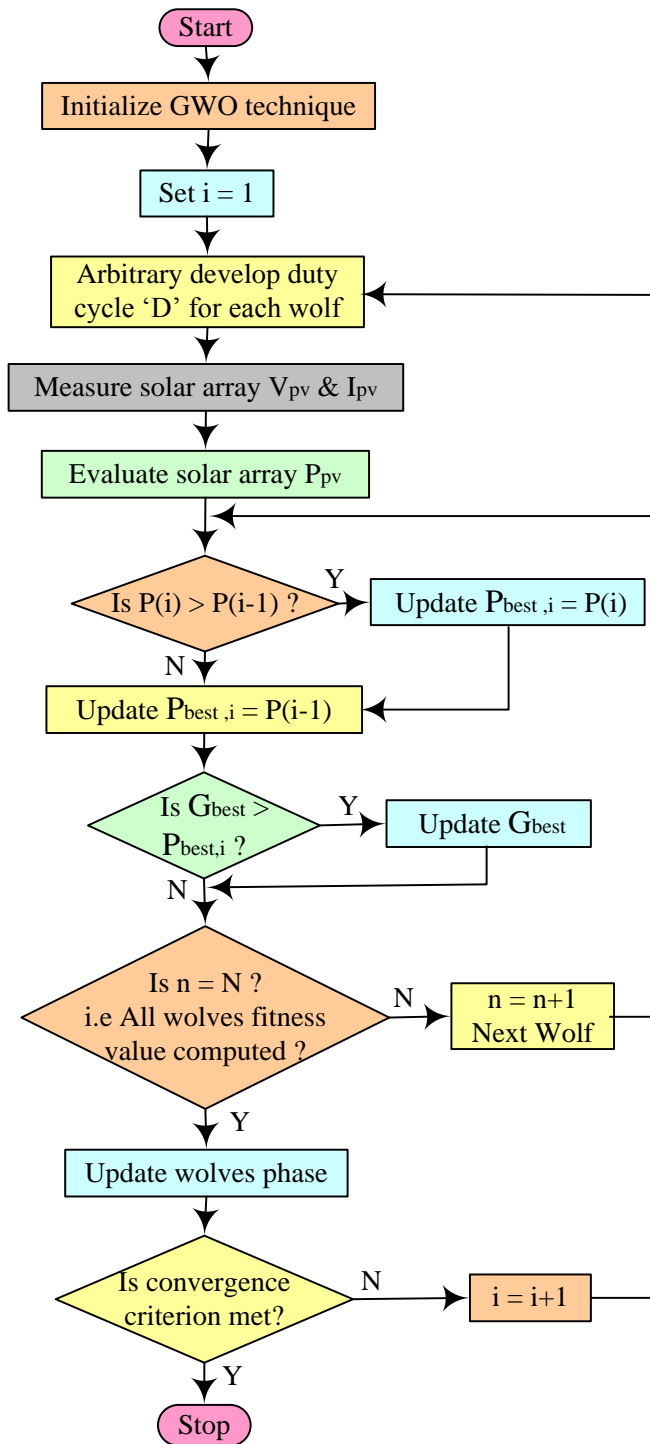 Start
Initialize GWO technique
Set i = 1
Arbitrary develop duty
cycle ‘D’ for each wolf
Measure solar array Vpv & Ipv
Evaluate solar array Ppv
Is P(i) > P(i-1) ?
Y
Update Pbest ,i = P(i)
N
Update Pbest ,i = P(i-1)
Is Gbest >
Pbest,i ?
Y
Update Gbest
N
Is n = N ?
i.e All wolves fitness
value computed ?
N
n = n+1
Next Wolf
Y
Update wolves phase
Is convergence
criterion met?
N
i = i+1
Y
Stop